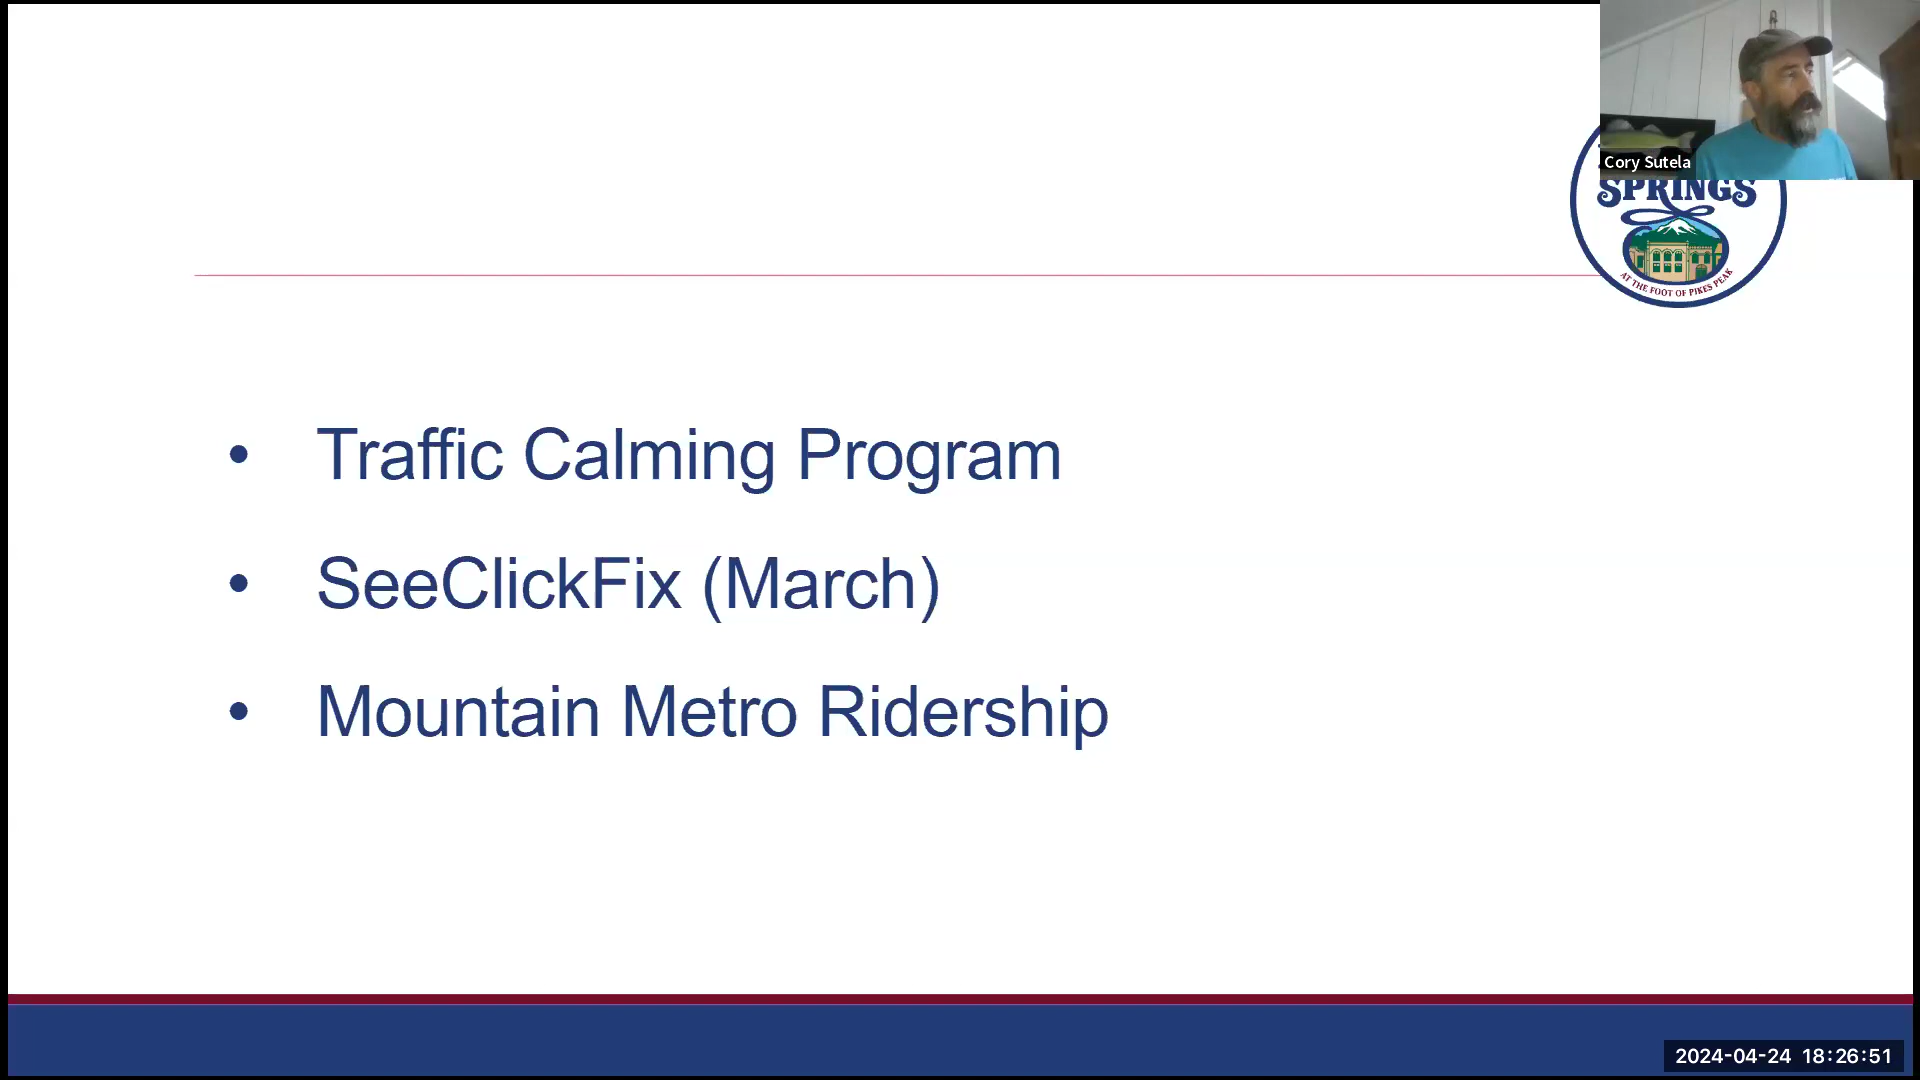 Cory Sutela
SPRINGS
AT THE FOOT OF PIKES PEAK
• Traffic Calming Program
• SeeClickFix (March)
• Mountain Metro Ridership
2024-04-24 18:26:51